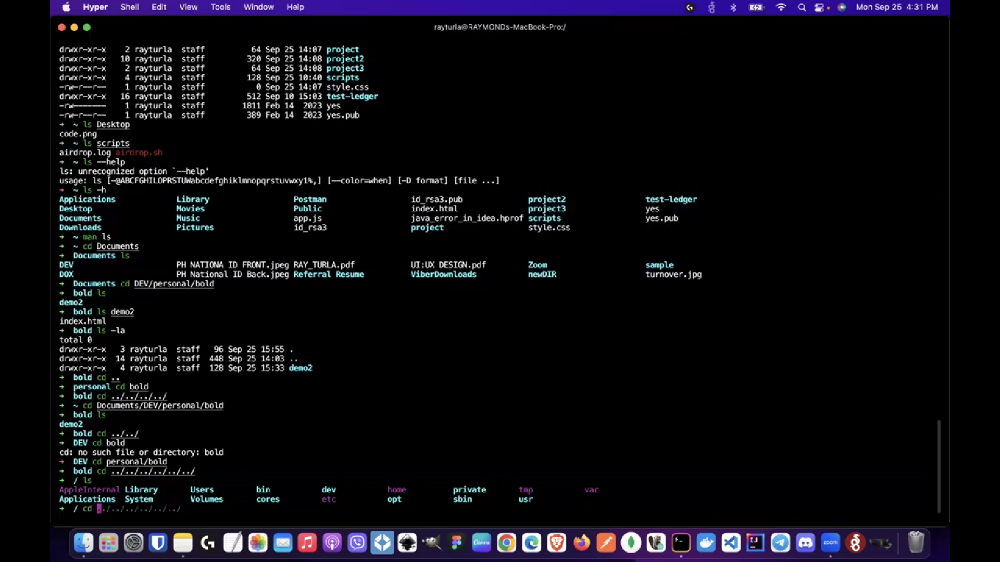 Hyper Shell Edit View Tools Window Help Mon Sep 25 4:31 PM
rayturla@RAYMONDs-MacBook-Pro:/
drwxr-xr-x 2 rayturla staff 64 Sep 25 14:07 project
drwxr-xr-x 10 rayturla staff 320 Sep 25 14:08 project2
drwxr-xr-x 2 rayturla staff 64 Sep 25 14:08 project3
drwxr-xr-x 4 rayturla staff 128 Sep 25 10:40 scripts
-rw-r--r-- 1 rayturla staff 0 Sep 25 14:07 style.css
drwxr-xr-x 16 rayturla staff 512 Sep 10 15:03 test-ledger
-rw------- 1 rayturla staff 1811 Feb 14 2023 yes
-rw-r--r-- 1 rayturla staff 389 Feb 14 2023 yes.pub
→ ~ ls Desktop
code.png
→ ~ ls scripts
airdrop.log airdrop.sh
→ ~ ls --help
ls: unrecognized option `--help'
usage: ls [-@ABCFGHILOPRSTUWabcdefghiklmnopqrstuvwxy1%,] [--color=when] [-D format] [file ...]
→ ~ ls -h
Applications Library Postman id_rsa3.pub project2 test-ledger
Desktop Movies Public index.html project3 yes
Documents Music app.js java_error_in_idea.hprof scripts yes.pub
Downloads Pictures id_rsa3 project style.css
→ ~ man ls
→ ~ cd Documents
→ Documents ls
DEV PH NATIONA ID FRONT.jpeg RAY_TURLA.pdf UI:UX DESIGN.pdf Zoom sample
DOX PH National ID Back.jpeg Referral Resume ViberDownloads newDIR turnover.jpg
→ Documents cd DEV/personal/bold
→ bold ls
demo2
→ bold ls demo2
index.html
→ bold ls -la
total 0
drwxr-xr-x 3 rayturla staff 96 Sep 25 15:55 .
drwxr-xr-x 14 rayturla staff 448 Sep 25 14:03 ..
drwxr-xr-x 4 rayturla staff 128 Sep 25 15:33 demo2
→ bold cd ..
→ personal cd bold
→ bold cd ../../../../
→ ~ cd Documents/DEV/personal/bold
→ bold ls
demo2
→ bold cd ../../
→ DEV cd bold
cd: no such file or directory: bold
→ DEV cd personal/bold
→ bold cd ../../../../../../
→ / ls
AppleInternal Library Users bin dev home private tmp var
Applications System Volumes cores etc opt sbin usr
→ / cd ../../../../../../
Canva IJ zoom